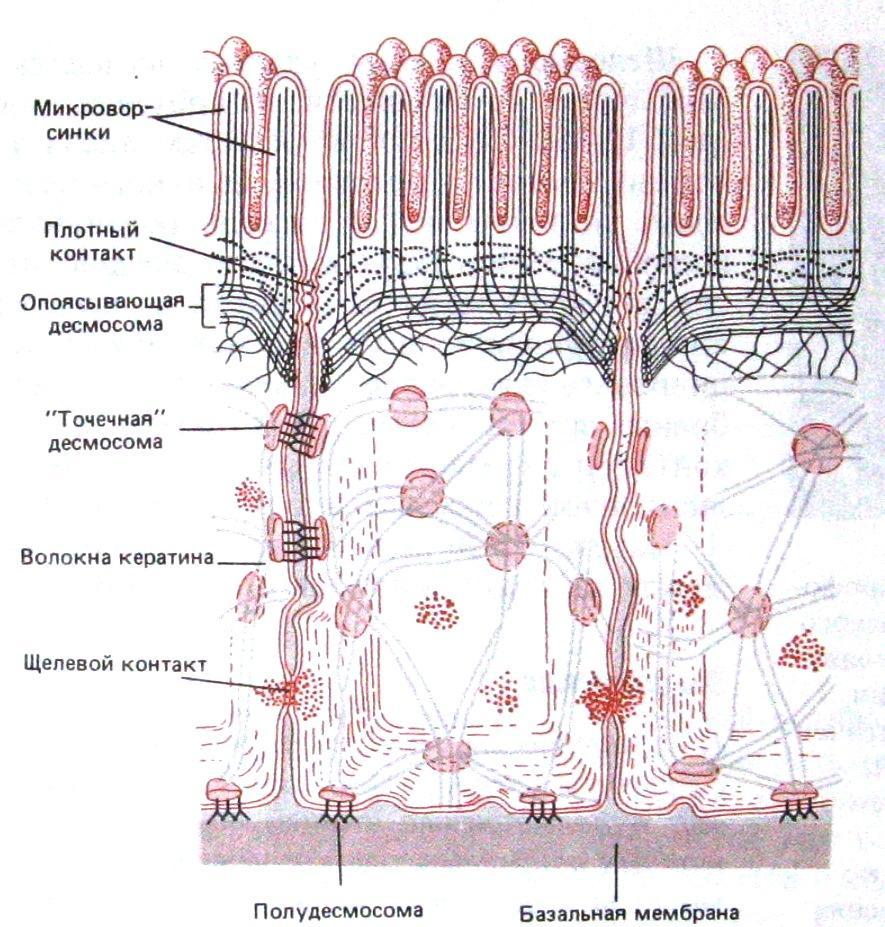 Микровор-
синки
Плотный
контакт
Опоясывающая
десмосома
"Точечная"
десмосома
Волокна кератина
Щелевой контакт
Полудесмосома
Базальная мембрана